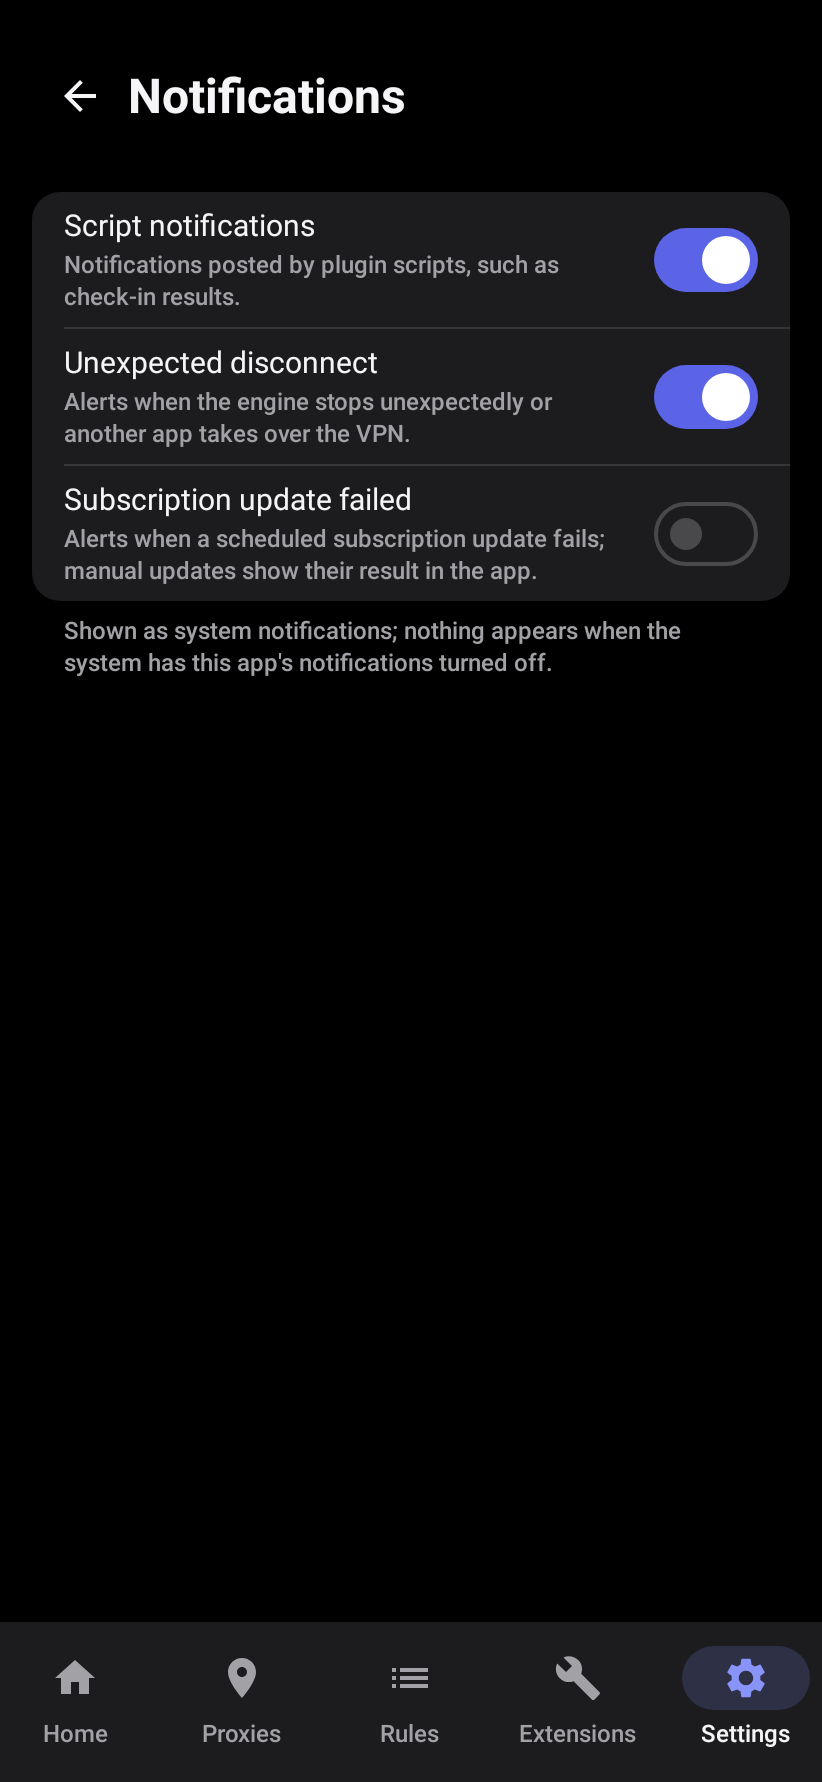 Notifications
Script notifications
Notifications posted by plugin scripts, such as
check-in results.
Unexpected disconnect
Alerts when the engine stops unexpectedly or
another app takes over the VPN.
Subscription update failed
Alerts when a scheduled subscription update fails;
manual updates show their result in the app.
Shown as system notifications; nothing appears when the
system has this app's notifications turned off.
Home
Proxies
Rules
Extensions
Settings